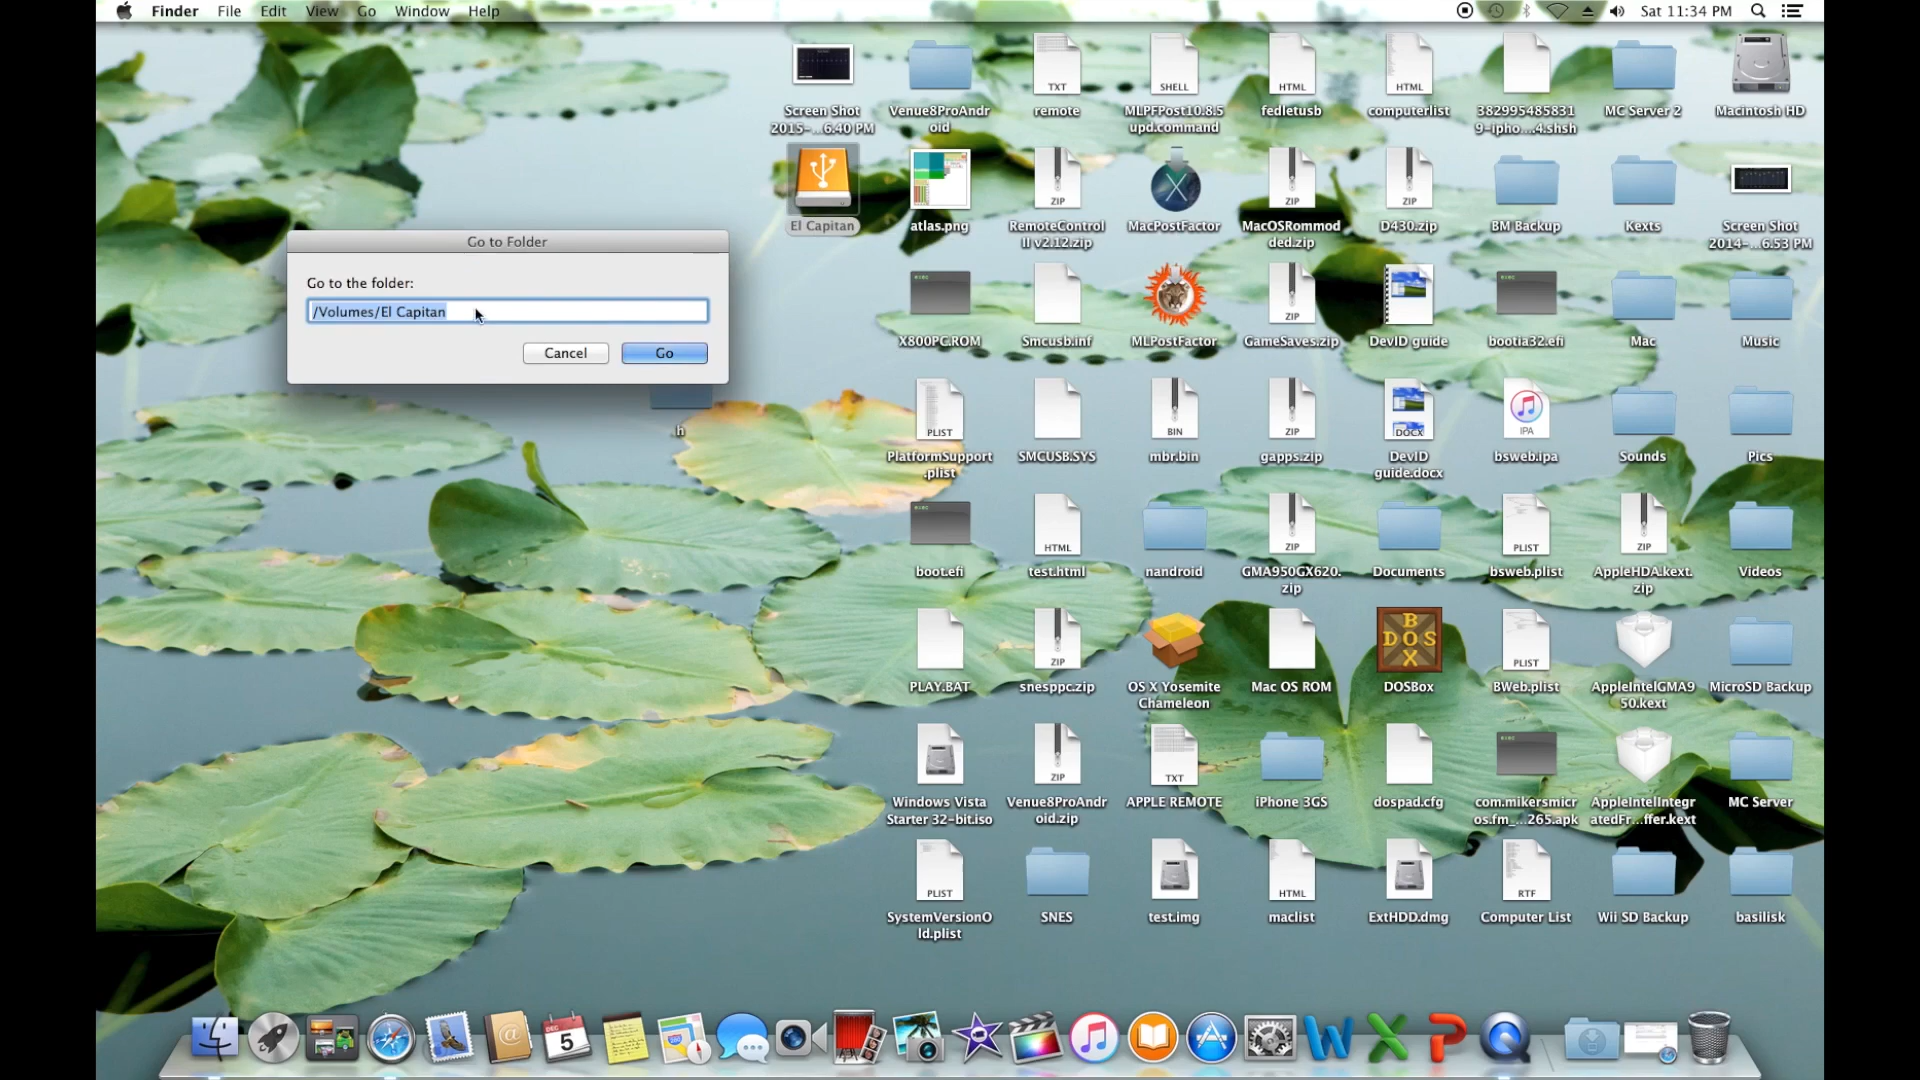 Finder File Edit View Go Window Help Sat 11:34 PM
Go to Folder
Go to the folder:
/Volumes/El Capitan
Cancel Go
.h
Screen Shot
2015-...6.40 PM
Venue8ProAndr
oid
TXT
remote
SHELL
MLPFPost10.8.5
upd.command
HTML
fedletusb
HTML
computerlist
382995485831
9-ipho....4.shsh
MC Server 2
Macintosh HD
El Capitan
atlas.png
ZIP
RemoteControl
II v2.12.zip
X
MacPostFactor
ZIP
MacOSRommod
ded.zip
ZIP
D430.zip
BM Backup
Kexts
Screen Shot
2014-...6.53 PM
X800PC.ROM
Smcusb.inf
MLPostFactor
ZIP
GameSaves.zip
DevID guide
bootia32.efi
Mac
Music
PLIST
PlatformSupport
.plist
SMCUSB.SYS
BIN
mbr.bin
ZIP
gapps.zip
DOCX
DevID
guide.docx
IPA
bsweb.ipa
Sounds
Pics
boot.efi
HTML
test.html
nandroid
ZIP
GMA950GX620.
zip
Documents
PLIST
bsweb.plist
ZIP
AppleHDA.kext.
zip
Videos
PLAY.BAT
ZIP
snesppc.zip
OS X Yosemite
Chameleon
Mac OS ROM
B
DOS
X
DOSBox
PLIST
BWeb.plist
AppleIntelGMA9
50.kext
MicroSD Backup
Windows Vista
Starter 32-bit.iso
ZIP
Venue8ProAndr
oid.zip
TXT
APPLE REMOTE
iPhone 3GS
dospad.cfg
com.mikersmicr
os.fm_...265.apk
AppleIntelIntegr
atedFr...ffer.kext
MC Server
PLIST
SystemVersionO
ld.plist
SNES
test.img
HTML
maclist
ExtHDD.dmg
RTF
Computer List
Wii SD Backup
basilisk
DEC
5